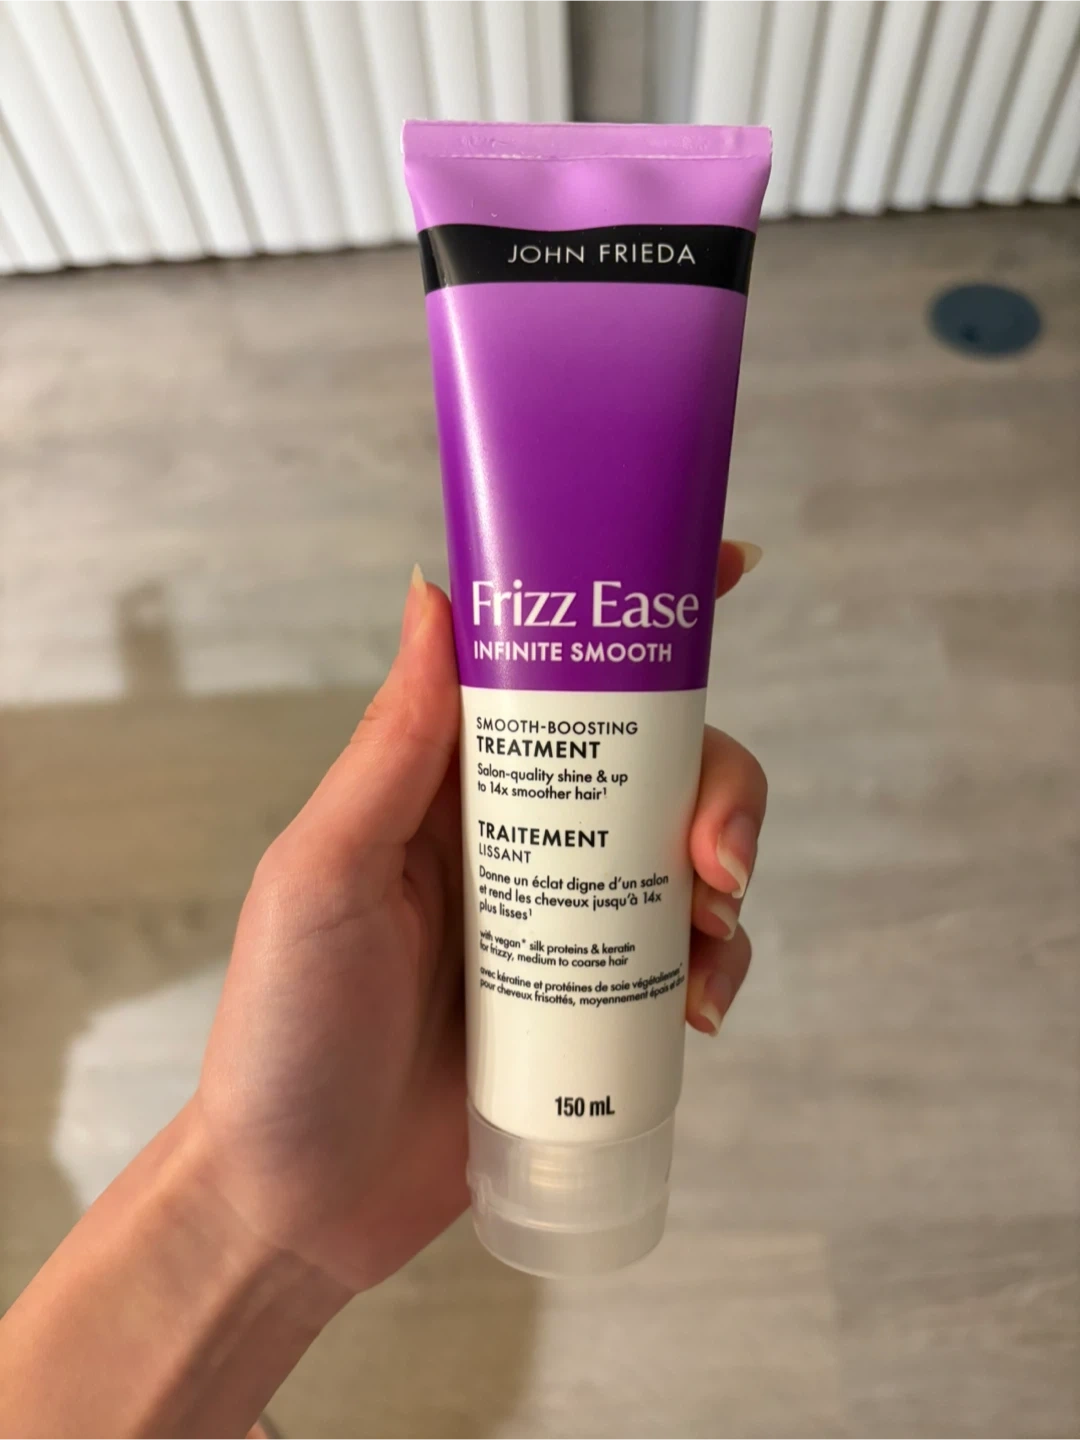 JOHN FRIEDA
Frizz Ease
INFINITE SMOOTH
SMOOTH-BOOSTING
TREATMENT
Salon-quality shine & up
to 14x smoother hair¹
TRAITEMENT
LISSANT
Donne un éclat digne d'un salon
et rend les cheveux jusqu'à 14x
plus lisses¹
with vegan* silk proteins & keratin
for frizzy, medium to coarse hair
avec kératine et protéines de soie végétaliennes*
pour cheveux frisottés, moyennement épais et
150 mL